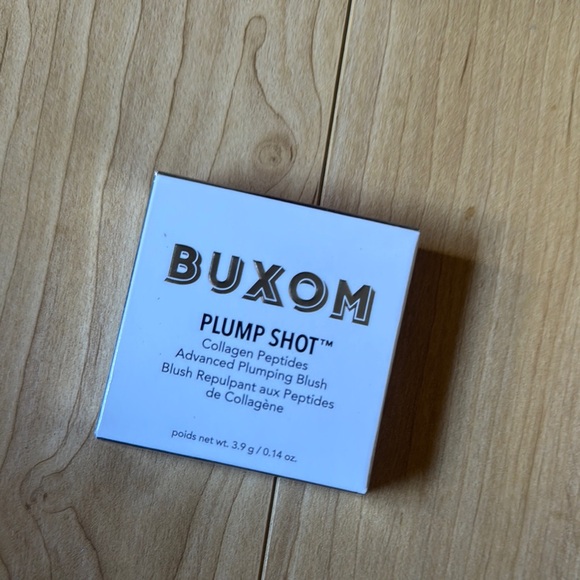 BUXOM
PLUMP SHOT™
Collagen Peptides
Advanced Plumping Blush
Blush Repulpant aux Peptides
de Collagène
poids net wt. 3.9 g / 0.14 oz.